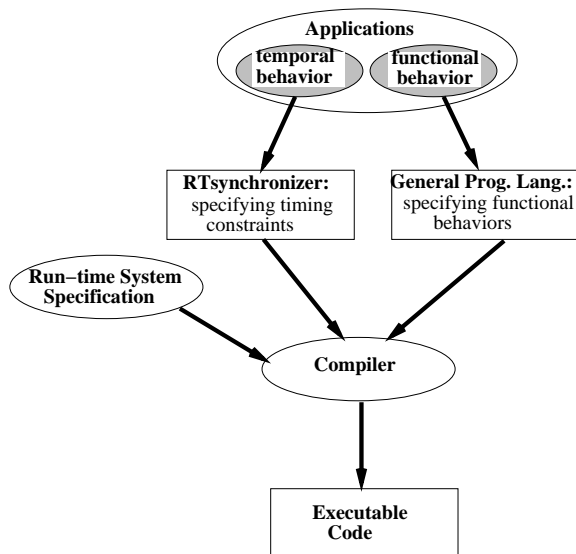 Applications
temporal
behavior
functional
behavior
RTsynchronizer:
specifying timing
constraints
General Prog. Lang.:
specifying functional
behaviors
Run−time System
Specification
Compiler
Executable
Code